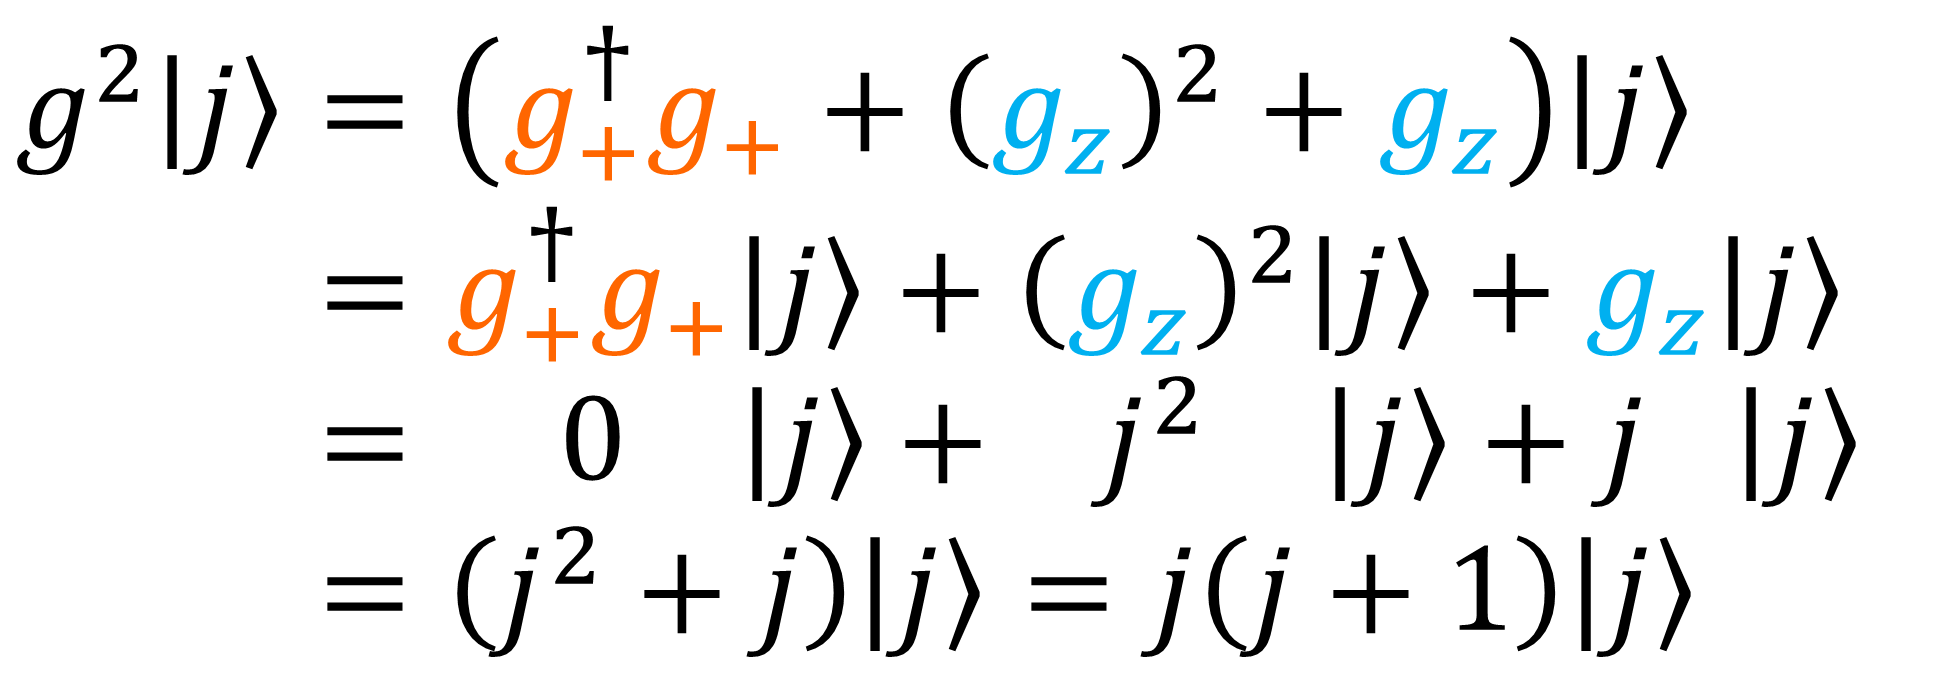 g²|j⟩ = (g₊†g₊ + (g_z)² + g_z)|j⟩
= g₊†g₊|j⟩ + (g_z)²|j⟩ + g_z|j⟩
= 0 |j⟩ + j² |j⟩ + j |j⟩
= (j² + j)|j⟩ = j(j + 1)|j⟩